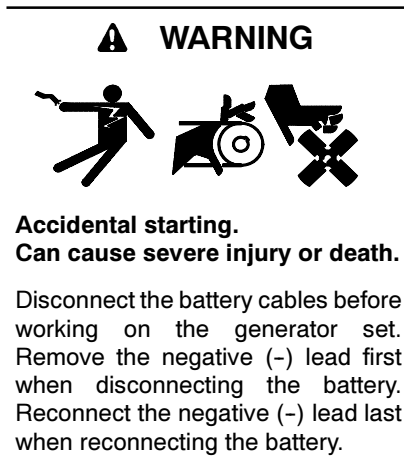 WARNING
Accidental starting.
Can cause severe injury or death.
Disconnect the battery cables before
working on the generator set.
Remove the negative (-) lead first
when disconnecting the battery.
Reconnect the negative (-) lead last
when reconnecting the battery.